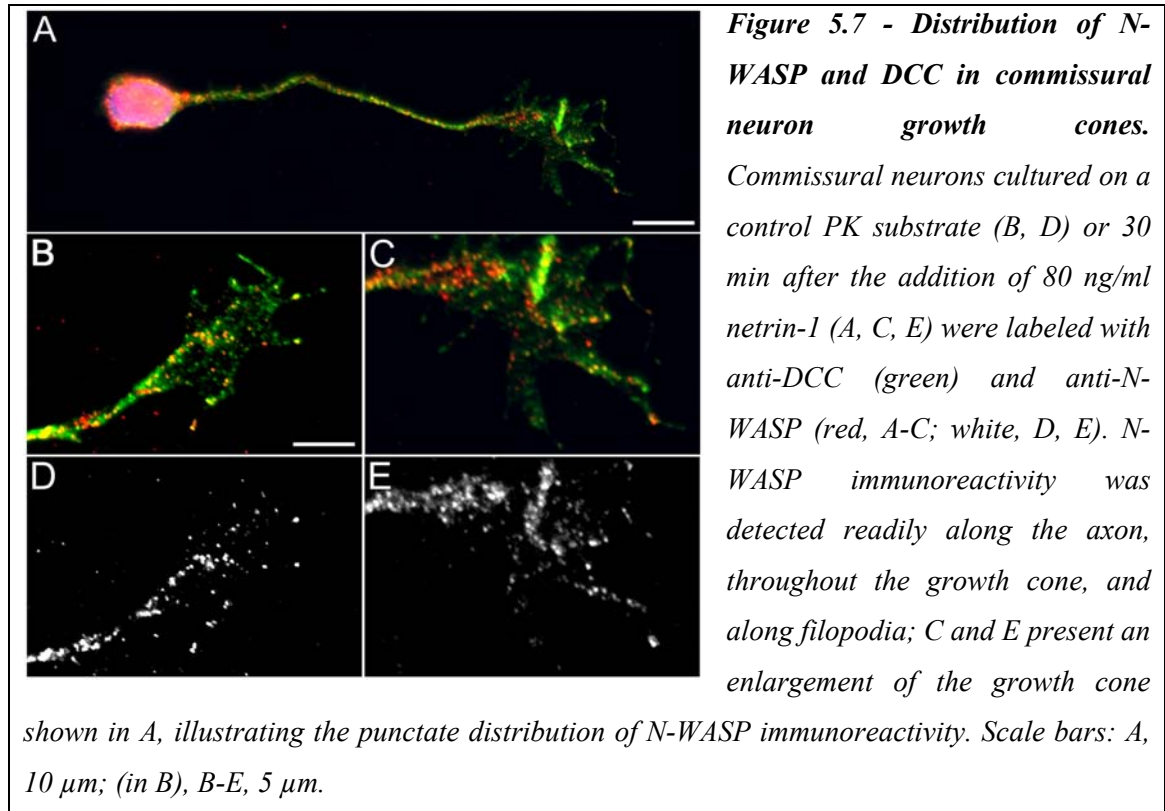 A
B
C
D
E
Figure 5.7 - Distribution of N-
WASP and DCC in commissural
neuron growth cones.
Commissural neurons cultured on a
control PK substrate (B, D) or 30
min after the addition of 80 ng/ml
netrin-1 (A, C, E) were labeled with
anti-DCC (green) and anti-N-
WASP (red, A-C; white, D, E). N-
WASP immunoreactivity was
detected readily along the axon,
throughout the growth cone, and
along filopodia; C and E present an
enlargement of the growth cone
shown in A, illustrating the punctate distribution of N-WASP immunoreactivity. Scale bars: A,
10 µm; (in B), B-E, 5 µm.